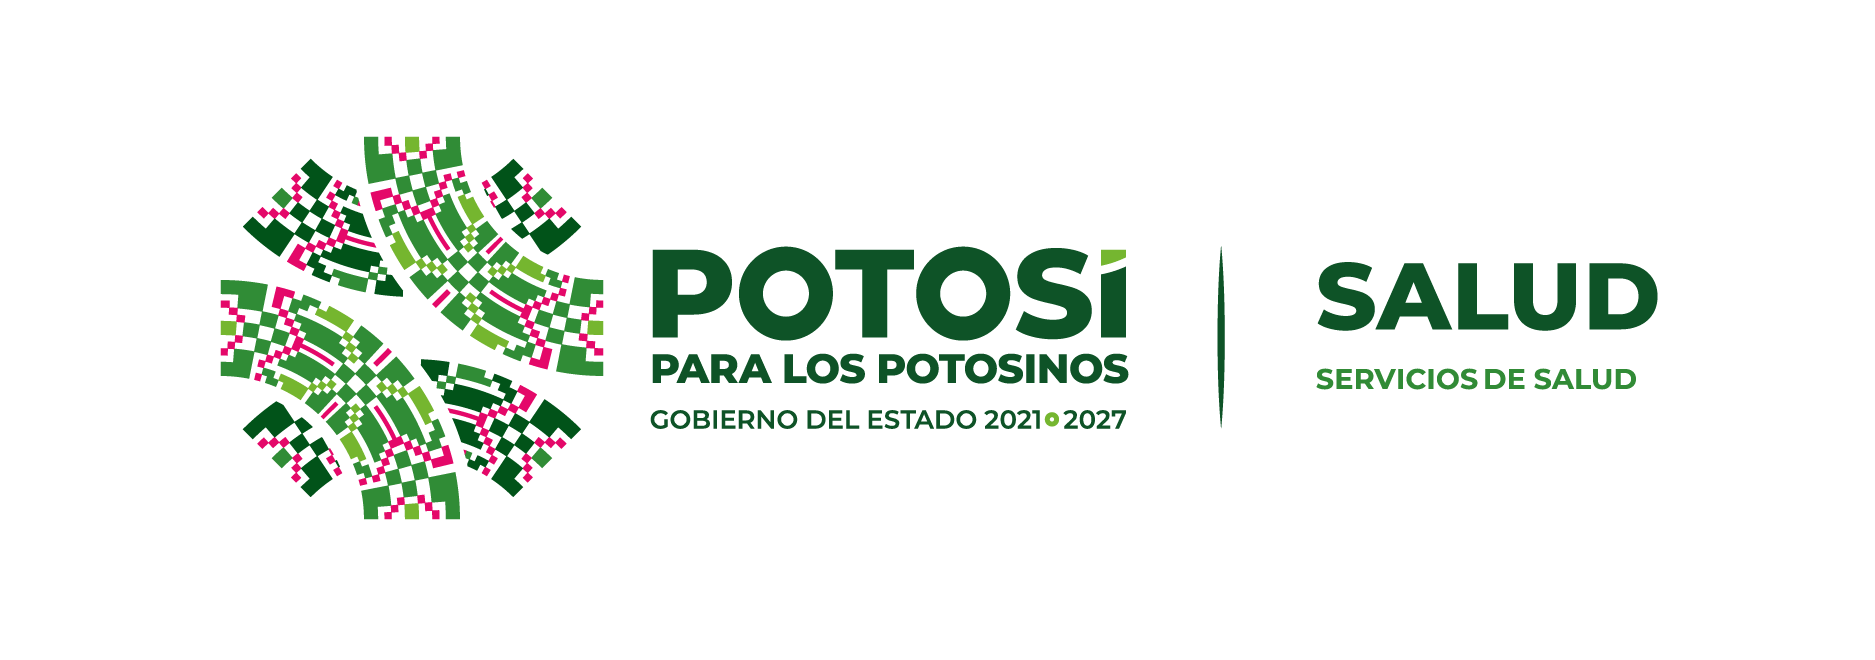 POTOSÍ
PARA LOS POTOSINOS
GOBIERNO DEL ESTADO 2021•2027
SALUD
SERVICIOS DE SALUD